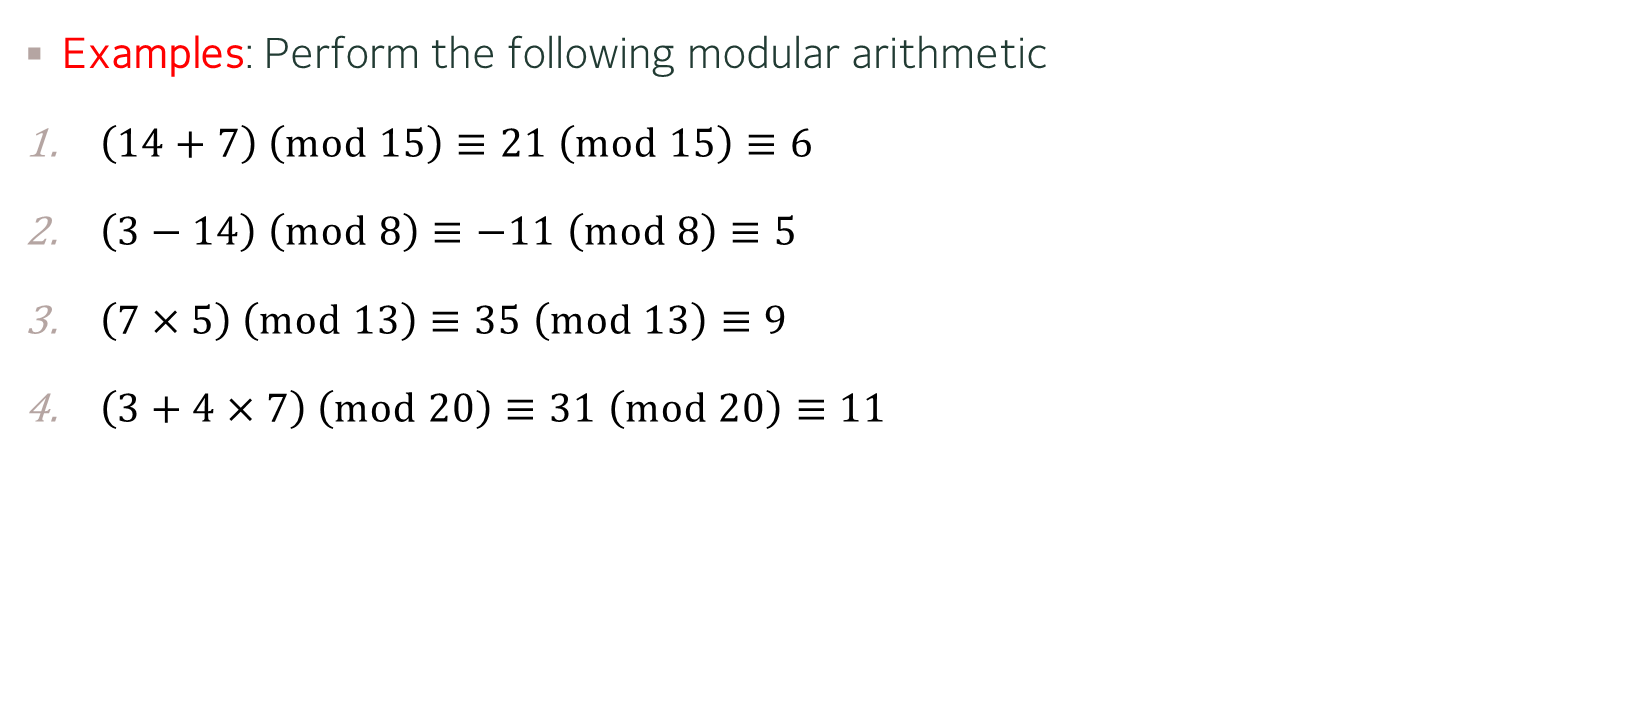 ▪ Examples: Perform the following modular arithmetic
1. (14 + 7) (mod 15) ≡ 21 (mod 15) ≡ 6
2. (3 − 14) (mod 8) ≡ −11 (mod 8) ≡ 5
3. (7 × 5) (mod 13) ≡ 35 (mod 13) ≡ 9
4. (3 + 4 × 7) (mod 20) ≡ 31 (mod 20) ≡ 11